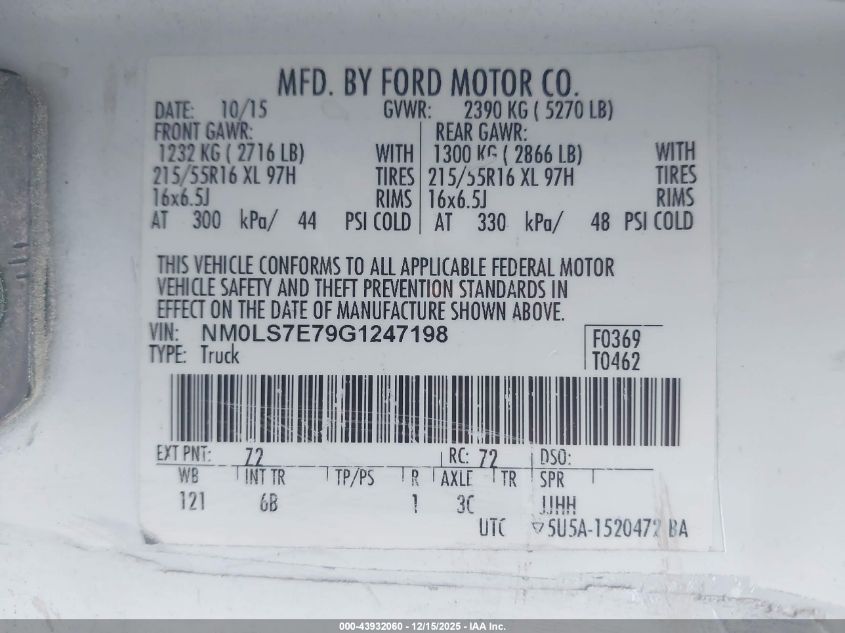 MFD. BY FORD MOTOR CO.
DATE: 10/15 GVWR: 2390 KG ( 5270 LB)
FRONT GAWR: REAR GAWR:
1232 KG ( 2716 LB) WITH 1300 KG ( 2866 LB) WITH
215/55R16 XL 97H TIRES 215/55R16 XL 97H TIRES
16x6.5J RIMS 16x6.5J RIMS
AT 300 kPa/ 44 PSI COLD AT 330 kPa/ 48 PSI COLD
THIS VEHICLE CONFORMS TO ALL APPLICABLE FEDERAL MOTOR
VEHICLE SAFETY AND THEFT PREVENTION STANDARDS IN
EFFECT ON THE DATE OF MANUFACTURE SHOWN ABOVE.
VIN: NM0LS7E79G1247198 F0369
TYPE: Truck T0462
EXT PNT: 72 RC: 72 DSO:
WB INT TR TP/PS R AXLE TR SPR
121 6B 1 3C JJHH
UTC ▽5U5A-1520472 BA
000-43932060 - 12/15/2025 - IAA Inc.